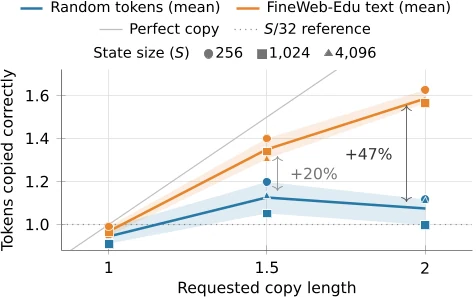 Random tokens (mean) FineWeb-Edu text (mean)
Perfect copy S/32 reference
State size (S) 256 1,024 4,096
Tokens copied correctly
1.6
1.4
1.2
1.0
+47%
+20%
1 1.5 2
Requested copy length